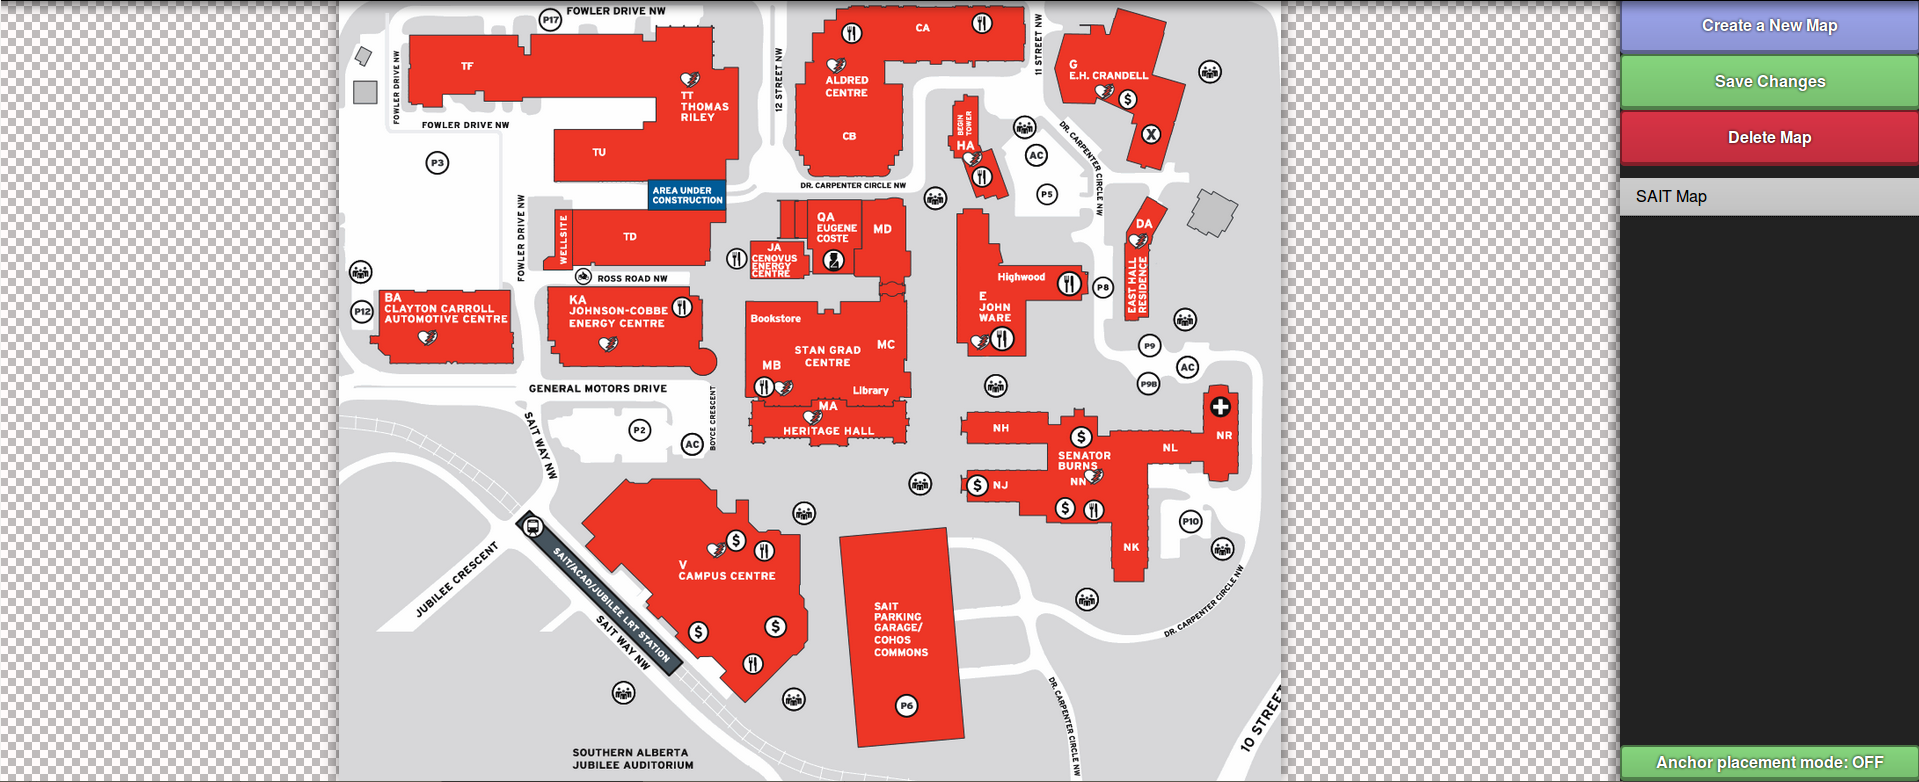 FOWLER DRIVE NW
P17
CA
11 STREET NW
G
E.H. CRANDELL
$
X
TF
FOWLER DRIVE NW
TT
THOMAS
RILEY
12 STREET NW
ALDRED
CENTRE
CB
FOWLER DRIVE NW
P3
TU
BEGIN
TOWER
HA
AC
P5
DR. CARPENTER CIRCLE NW
DR. CARPENTER CIRCLE NW
AREA UNDER
CONSTRUCTION
FOWLER DRIVE NW
WELLSITE
TD
QA
EUGENE
COSTE
MD
JA
CENOVUS
ENERGY
CENTRE
DA
EAST HALL
RESIDENCE
ROSS ROAD NW
Highwood
P8
E
JOHN
WARE
BA
CLAYTON CARROLL
AUTOMOTIVE CENTRE
P12
KA
JOHNSON-COBBE
ENERGY CENTRE
Bookstore
STAN GRAD
CENTRE
MC
MB
Library
MA
HERITAGE HALL
P9
AC
P9B
GENERAL MOTORS DRIVE
BOYCE CRESCENT
SAIT WAY NW
P2
AC
NH
$
SENATOR
BURNS
NN
NL
NR
$
NJ
$
P10
NK
SAIT/ACAD/JUBILEE LRT STATION
JUBILEE CRESCENT
SAIT WAY NW
$
V
CAMPUS CENTRE
$
$
SAIT
PARKING
GARAGE/
COHOS
COMMONS
P6
DR. CARPENTER CIRCLE NW
DR. CARPENTER CIRCLE NW
10 STREET
SOUTHERN ALBERTA
JUBILEE AUDITORIUM
Create a New Map
Save Changes
Delete Map
SAIT Map
Anchor placement mode: OFF